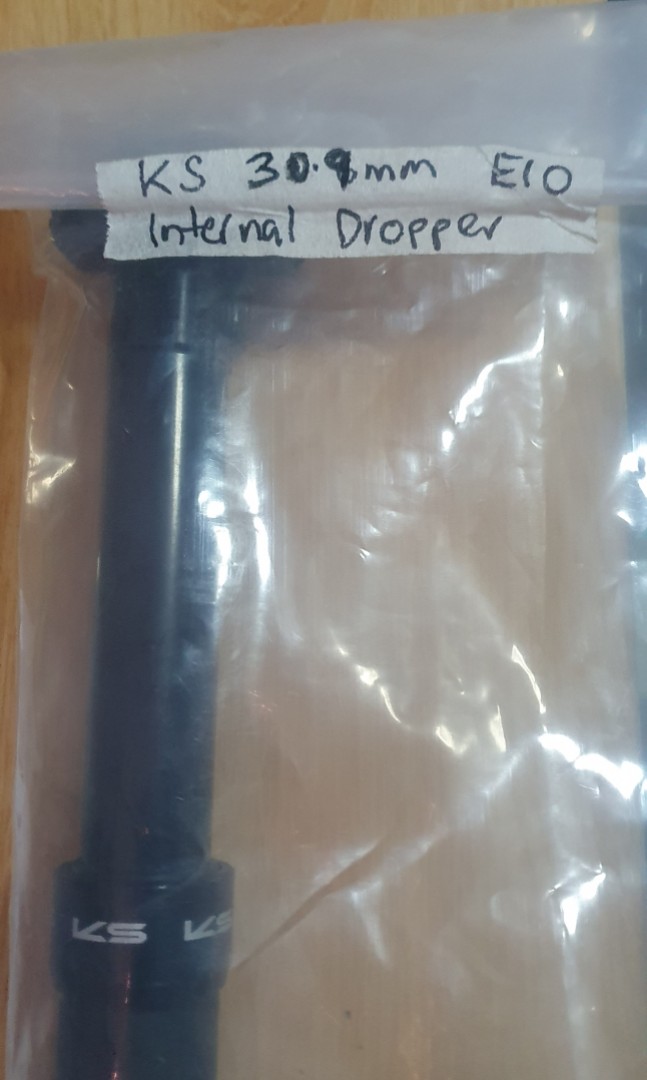 KS 30.9mm E10
Internal Dropper
KS KS